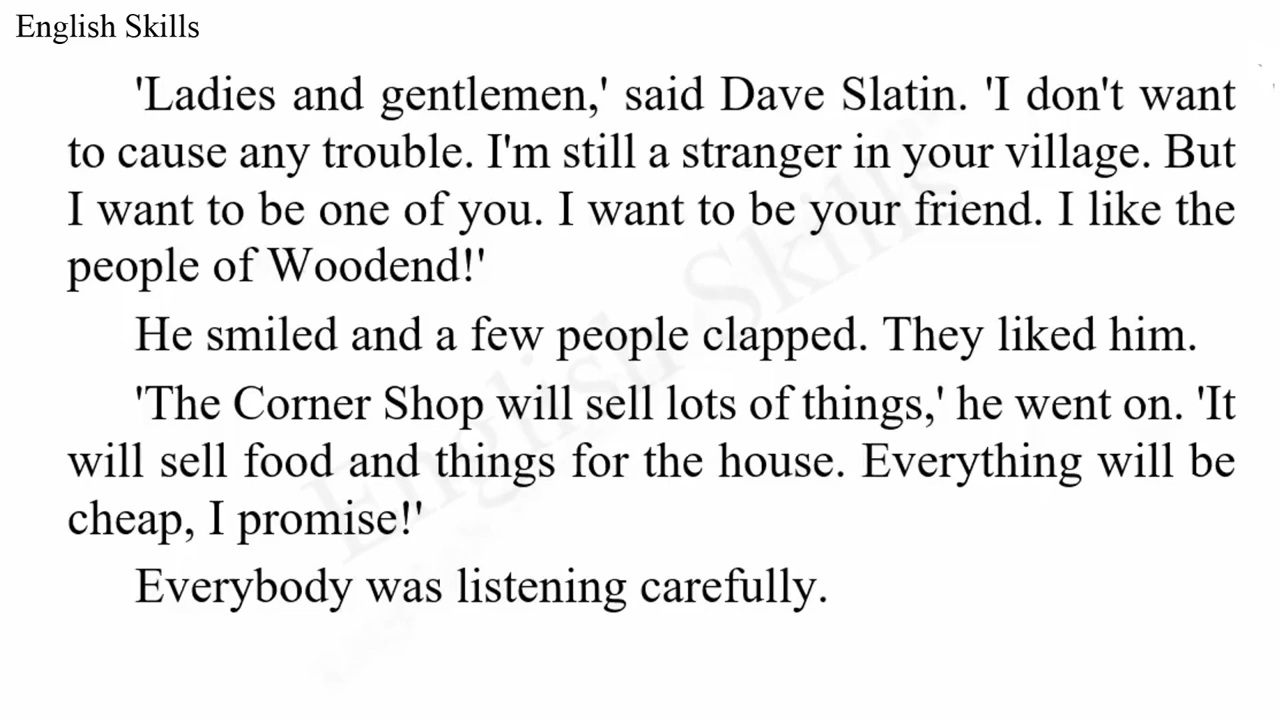 English Skills
'Ladies and gentlemen,' said Dave Slatin. 'I don't want
to cause any trouble. I'm still a stranger in your village. But
I want to be one of you. I want to be your friend. I like the
people of Woodend!'
He smiled and a few people clapped. They liked him.
'The Corner Shop will sell lots of things,' he went on. 'It
will sell food and things for the house. Everything will be
cheap, I promise!'
Everybody was listening carefully.
English Skills